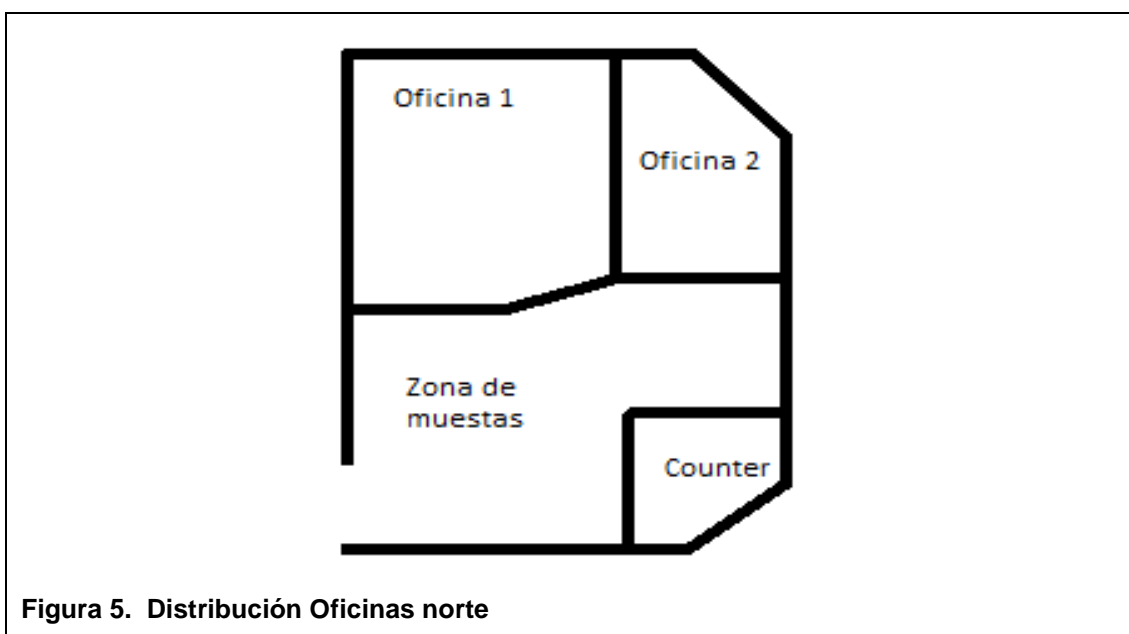 Oficina 1
Oficina 2
Zona de
muestas
Counter
Figura 5. Distribución Oficinas norte